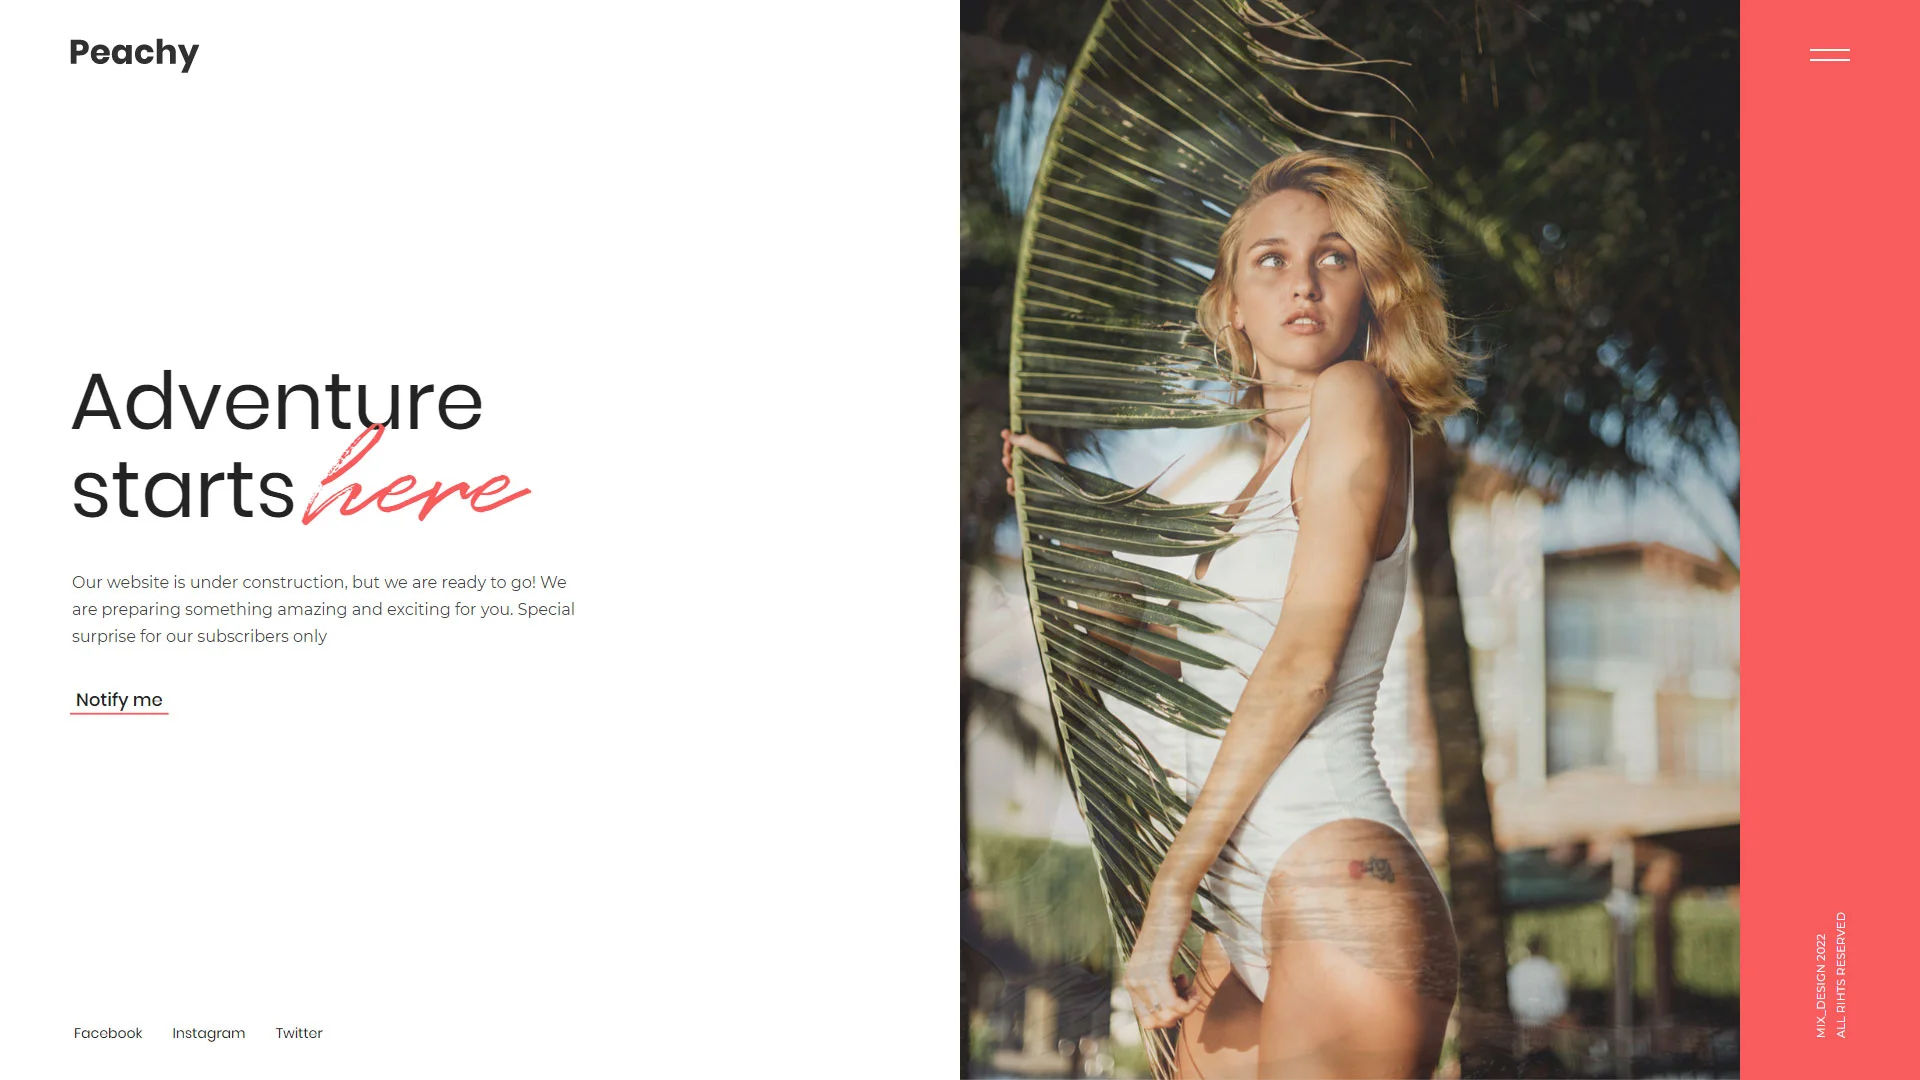 Peachy
Adventure
starts here
Our website is under construction, but we are ready to go! We
are preparing something amazing and exciting for you. Special
surprise for our subscribers only
Notify me
Facebook Instagram Twitter
MIX_DESIGN 2022
ALL RIHTS RESERVED